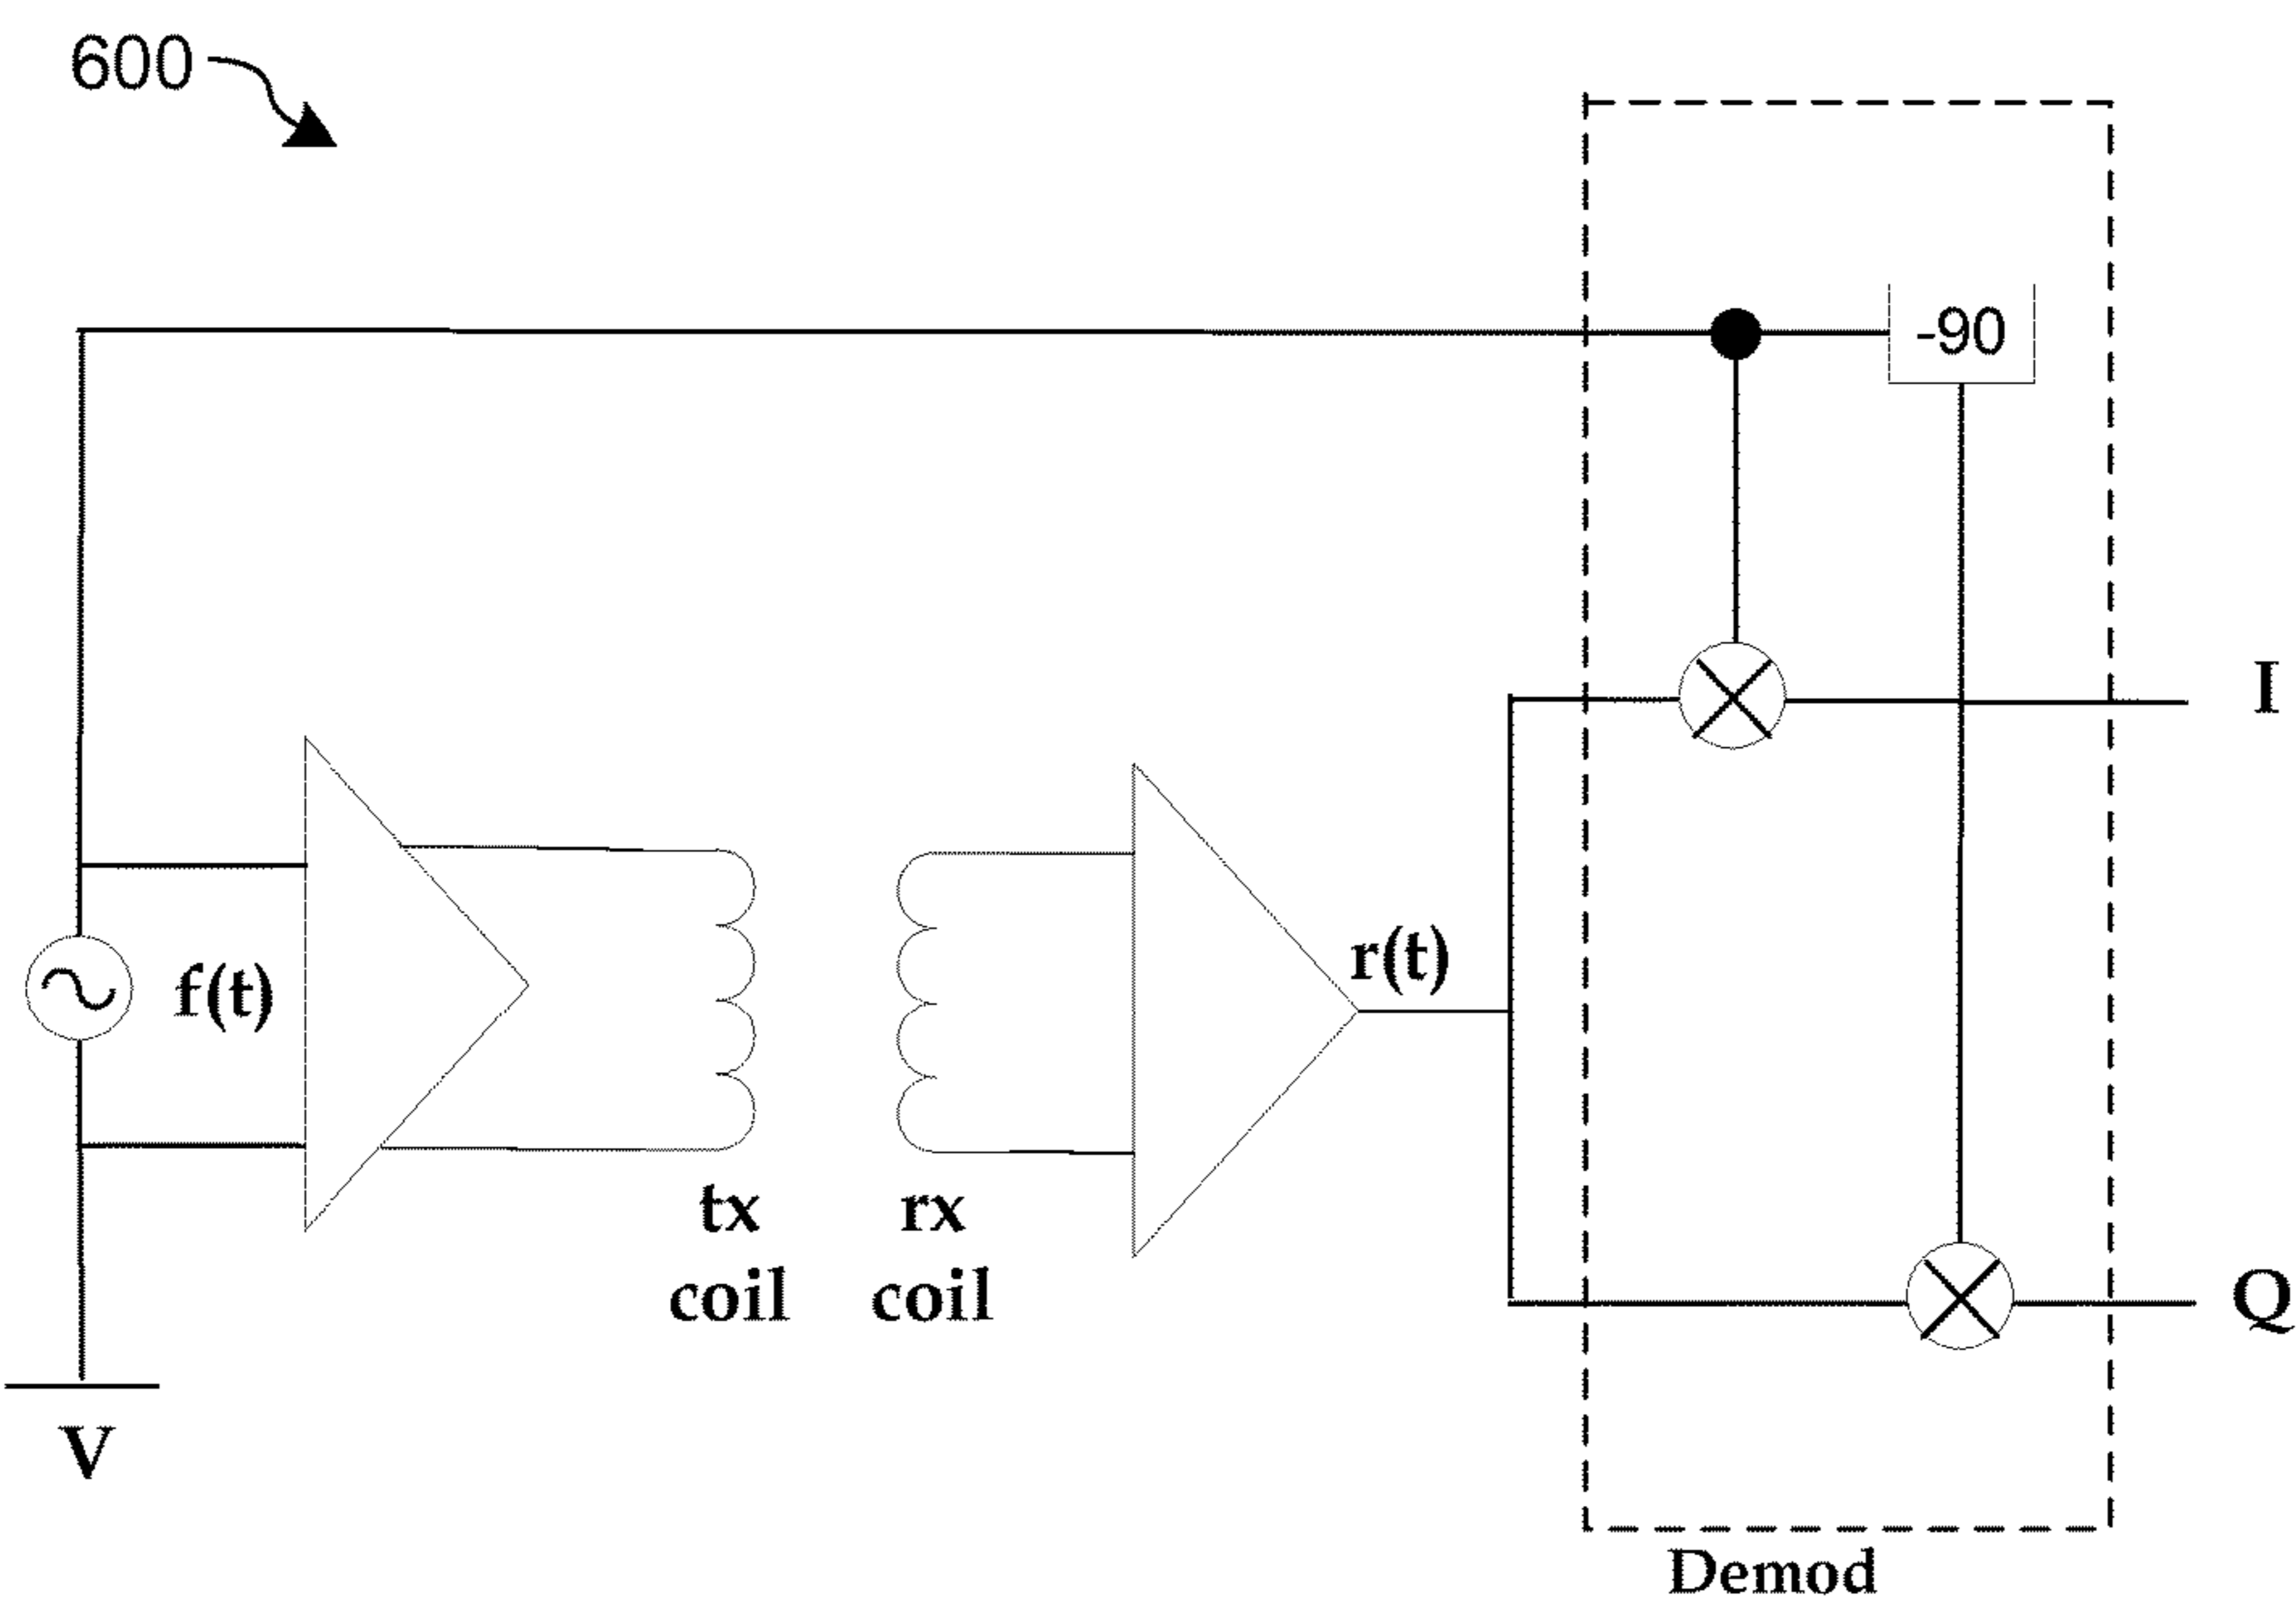 600
-90
I
f(t)
r(t)
tx
coil
rx
coil
Q
V
Demod